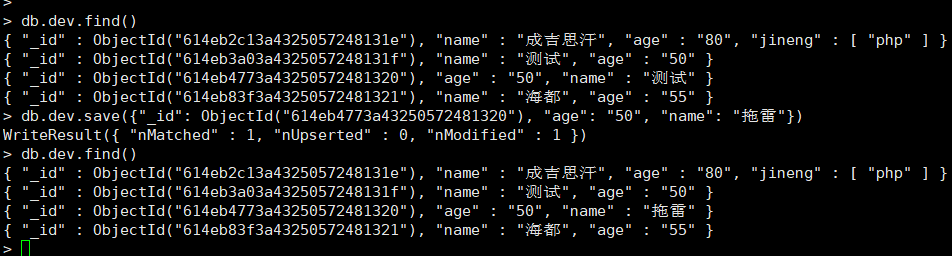 >
> db.dev.find()
{ "_id" : ObjectId("614eb2c13a4325057248131e"), "name" : "成吉思汗", "age" : "80", "jineng" : [ "php" ] }
{ "_id" : ObjectId("614eb3a03a4325057248131f"), "name" : "测试", "age" : "50" }
{ "_id" : ObjectId("614eb4773a43250572481320"), "age" : "50", "name" : "测试" }
{ "_id" : ObjectId("614eb83f3a43250572481321"), "name" : "海都", "age" : "55" }
> db.dev.save({"_id": ObjectId("614eb4773a43250572481320"), "age": "50", "name": "拖雷"})
WriteResult({ "nMatched" : 1, "nUpserted" : 0, "nModified" : 1 })
> db.dev.find()
{ "_id" : ObjectId("614eb2c13a4325057248131e"), "name" : "成吉思汗", "age" : "80", "jineng" : [ "php" ] }
{ "_id" : ObjectId("614eb3a03a4325057248131f"), "name" : "测试", "age" : "50" }
{ "_id" : ObjectId("614eb4773a43250572481320"), "age" : "50", "name" : "拖雷" }
{ "_id" : ObjectId("614eb83f3a43250572481321"), "name" : "海都", "age" : "55" }
>